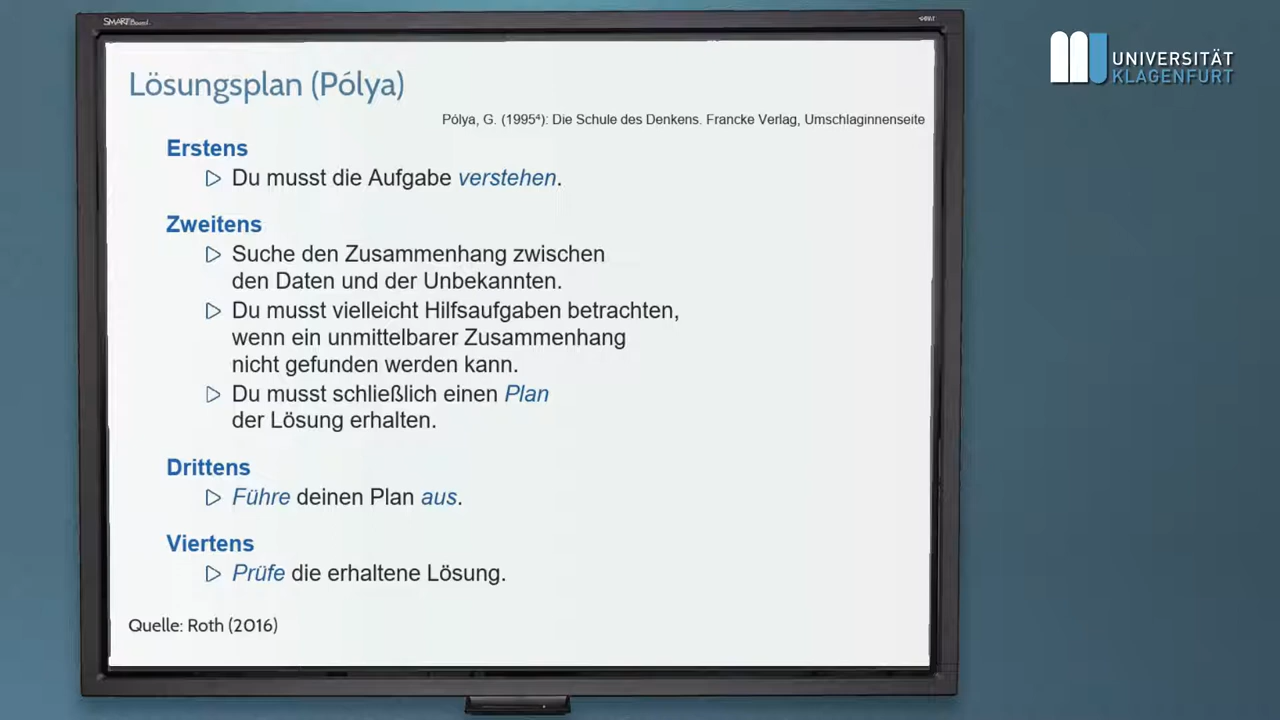 SMART Board
UNIVERSITÄT
KLAGENFURT
Lösungsplan (Pólya)
Pólya, G. (1995⁴): Die Schule des Denkens. Francke Verlag, Umschlaginnenseite
Erstens
Du musst die Aufgabe verstehen.
Zweitens
Suche den Zusammenhang zwischen
den Daten und der Unbekannten.
Du musst vielleicht Hilfsaufgaben betrachten,
wenn ein unmittelbarer Zusammenhang
nicht gefunden werden kann.
Du musst schließlich einen Plan
der Lösung erhalten.
Drittens
Führe deinen Plan aus.
Viertens
Prüfe die erhaltene Lösung.
Quelle: Roth (2016)